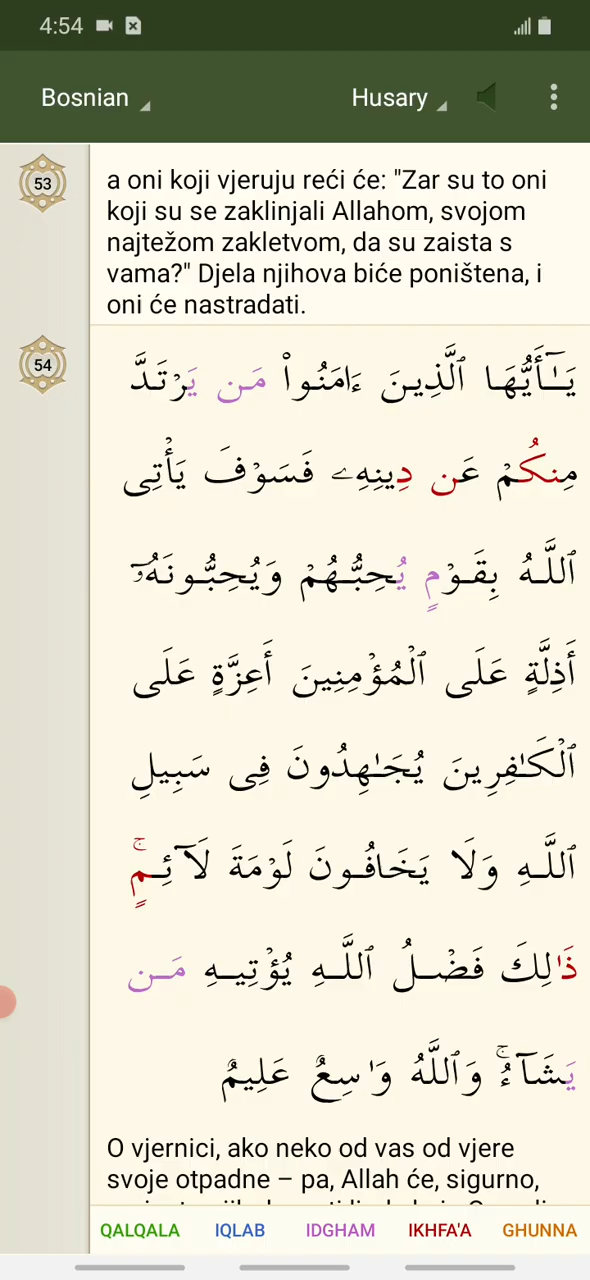 4:54
Bosnian
Husary
53
a oni koji vjeruju reći će: "Zar su to oni
koji su se zaklinjali Allahom, svojom
najtežom zakletvom, da su zaista s
vama?" Djela njihova biće poništena, i
oni će nastradati.
54
يَـٰٓأَيُّهَا ٱلَّذِينَ ءَامَنُوا۟ مَن يَرْتَدَّ
مِنكُمْ عَن دِينِهِۦ فَسَوْفَ يَأْتِى
ٱللَّـهُ بِقَوْمٍ يُحِبُّهُمْ وَيُحِبُّونَهُۥٓ
أَذِلَّةٍ عَلَى ٱلْمُؤْمِنِينَ أَعِزَّةٍ عَلَى
ٱلْكَـٰفِرِينَ يُجَـٰهِدُونَ فِى سَبِيلِ
ٱللَّـهِ وَلَا يَخَافُونَ لَوْمَةَ لَآئِمٍ ۚ
ذَٰلِكَ فَضْلُ ٱللَّـهِ يُؤْتِيهِ مَن
يَشَآءُ ۚ وَٱللَّهُ وَٰسِعٌ عَلِيمٌ
O vjernici, ako neko od vas od vjere
svoje otpadne – pa, Allah će, sigurno,
QALQALA IQLAB IDGHAM IKHFA'A GHUNNA